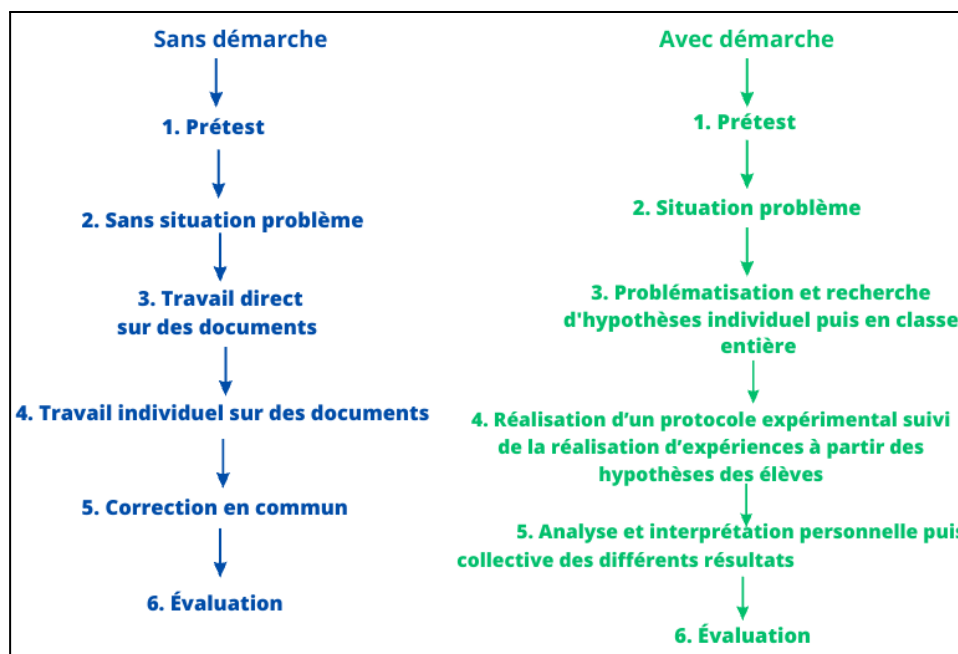 Sans démarche
1. Prétest
2. Sans situation problème
3. Travail direct
sur des documents
4. Travail individuel sur des documents
5. Correction en commun
6. Évaluation
Avec démarche
1. Prétest
2. Situation problème
3. Problématisation et recherche
d'hypothèses individuel puis en classe
entière
4. Réalisation d’un protocole expérimental suivi
de la réalisation d’expériences à partir des
hypothèses des élèves
5. Analyse et interprétation personnelle puis
collective des différents résultats
6. Évaluation